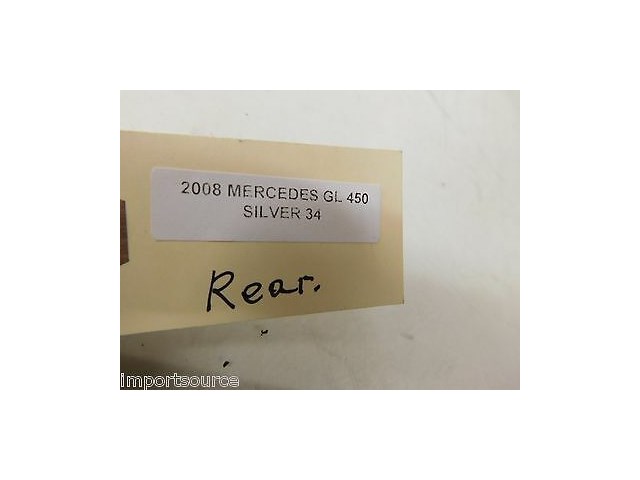 2008 MERCEDES GL 450
SILVER 34
Rear.
importsource